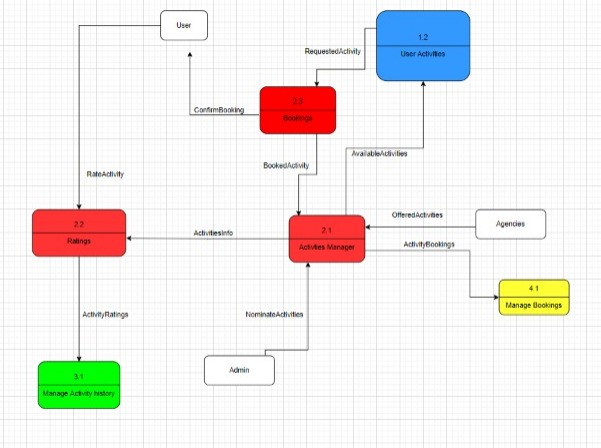 User
1.2
User Activities
RequestedActivity
2.3
Bookings
ConfirmBooking
BookedActivity
AvailableActivities
RateActivity
2.2
Ratings
ActivitiesInfo
2.1
Activties Manager
OfferedActivities
Agencies
ActivityBookings
4.1
Manage Bookings
ActivityRatings
NominateActivities
3.1
Manage Activity history
Admin